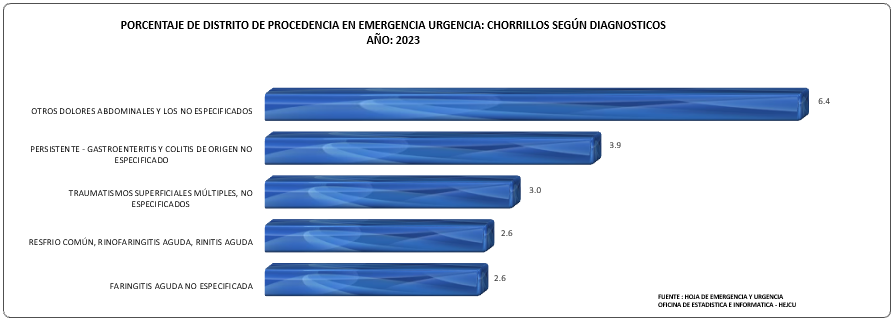 PORCENTAJE DE DISTRITO DE PROCEDENCIA EN EMERGENCIA URGENCIA: CHORRILLOS SEGÚN DIAGNOSTICOS
AÑO: 2023
OTROS DOLORES ABDOMINALES Y LOS NO ESPECIFICADOS
6.4
PERSISTENTE - GASTROENTERITIS Y COLITIS DE ORIGEN NO
ESPECIFICADO
3.9
TRAUMATISMOS SUPERFICIALES MÚLTIPLES, NO
ESPECIFICADOS
3.0
RESFRIO COMÚN, RINOFARINGITIS AGUDA, RINITIS AGUDA
2.6
FARINGITIS AGUDA NO ESPECIFICADA
2.6
FUENTE : HOJA DE EMERGENCIA Y URGENCIA
OFICINA DE ESTADISTICA E INFORMATICA - HEJCU